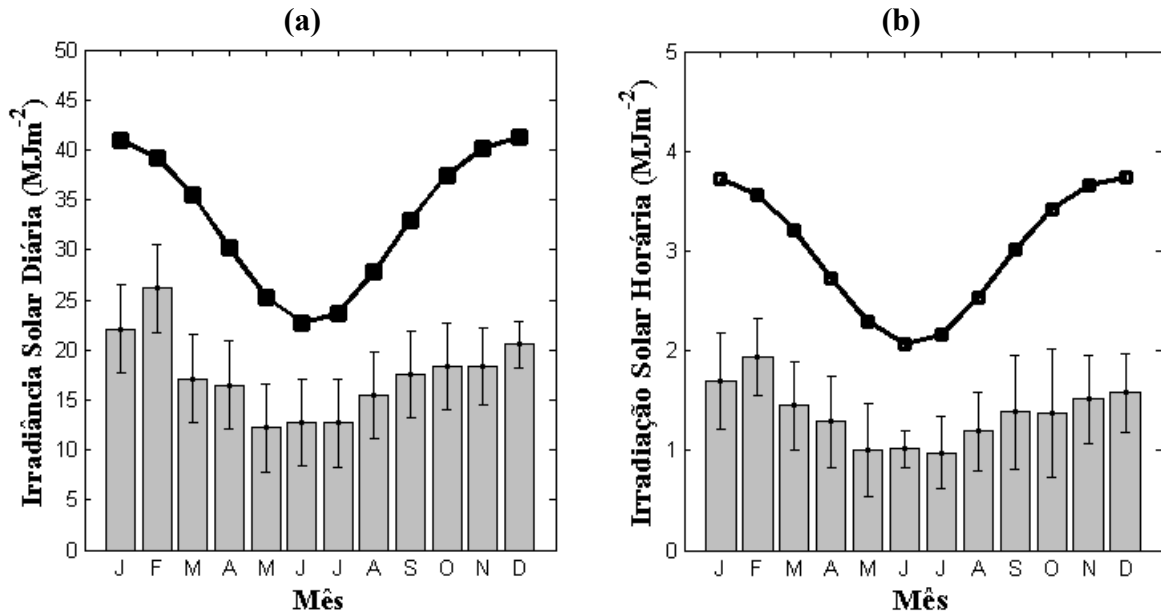 (a)
Irradiância Solar Diária (MJm⁻²)
50
45
40
35
30
25
20
15
10
5
0
J F M A M J J A S O N D
Mês
(b)
Irradiação Solar Horária (MJm⁻²)
5
4
3
2
1
0
J F M A M J J A S O N D
Mês